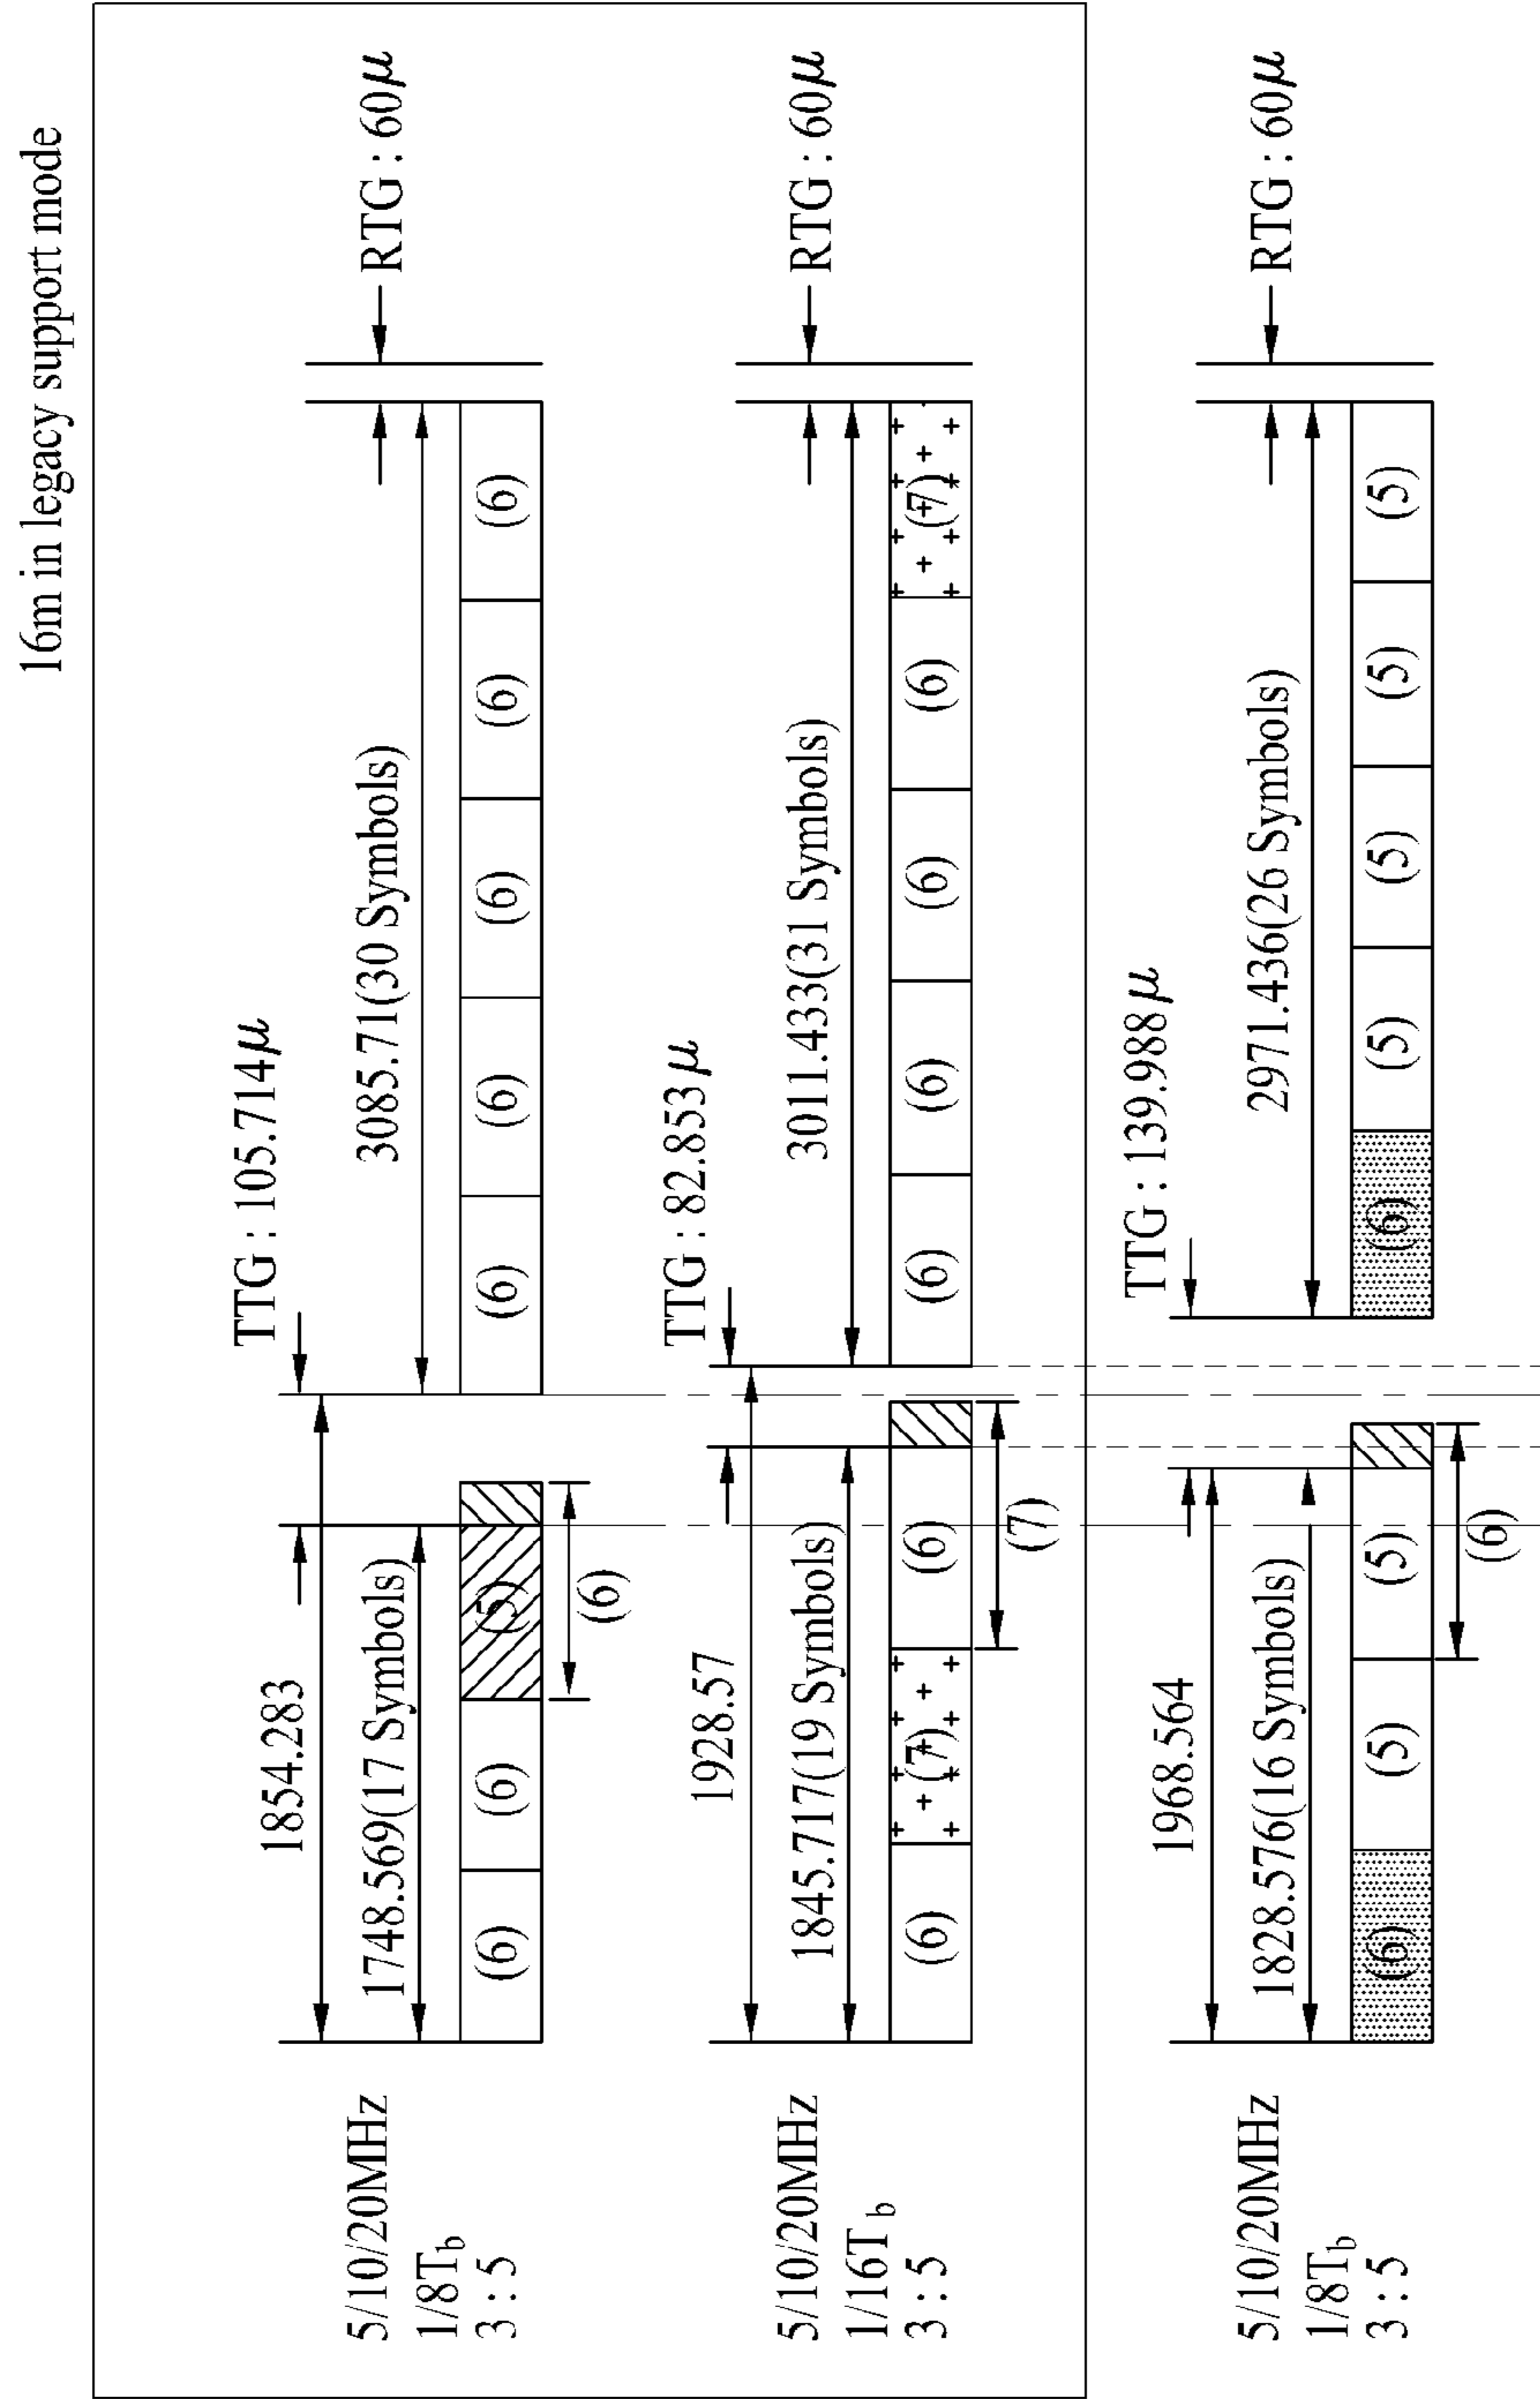 16m in legacy support mode
5/10/20MHz
1/8Tb
3 : 5
1854.283
1748.569(17 Symbols)
TTG : 105.714μ
3085.71(30 Symbols)
RTG : 60μ
(6)
(6)
(5)
(6)
(6)
(6)
(6)
(6)
(6)
5/10/20MHz
1/16Tb
3 : 5
1928.57
1845.717(19 Symbols)
TTG : 82.853μ
3011.433(31 Symbols)
RTG : 60μ
(6)
(7)
(6)
(7)
(6)
(6)
(6)
(6)
(7)
5/10/20MHz
1/8Tb
3 : 5
1968.564
1828.576(16 Symbols)
TTG : 139.988μ
2971.436(26 Symbols)
RTG : 60μ
(6)
(5)
(5)
(6)
(6)
(5)
(5)
(5)
(5)